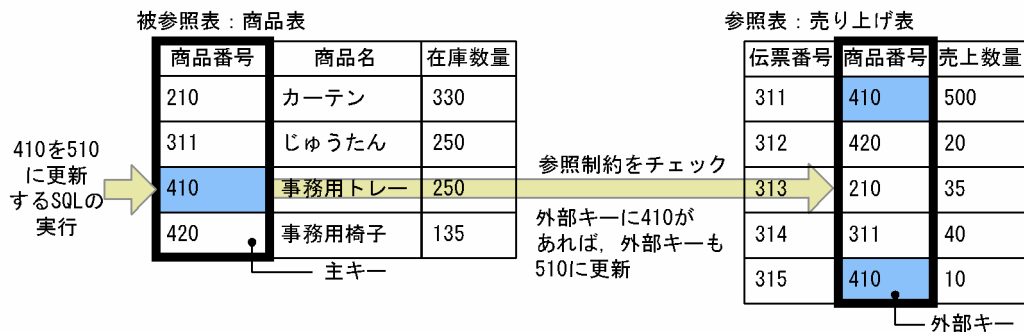 被参照表：商品表
商品番号 商品名 在庫数量
210 カーテン 330
311 じゅうたん 250
410 事務用トレー 250
420 事務用椅子 135
主キー
410を510
に更新
するSQLの
実行
参照制約をチェック
外部キーに410が
あれば，外部キーも
510に更新
参照表：売り上げ表
伝票番号 商品番号 売上数量
311 410 500
312 420 20
313 210 35
314 311 40
315 410 10
外部キー